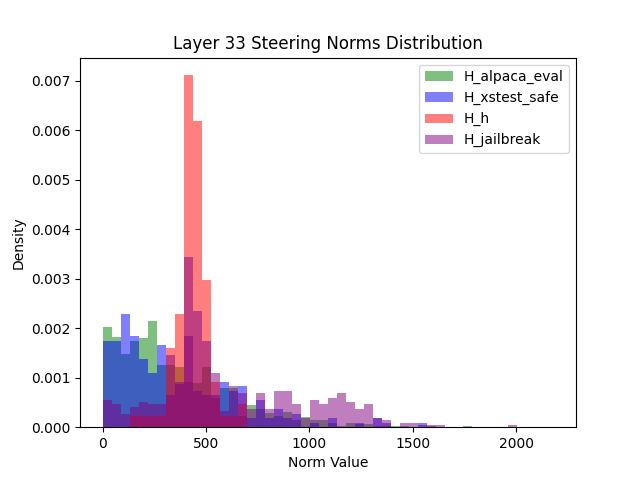 Layer 33 Steering Norms Distribution
H_alpaca_eval
H_xstest_safe
H_h
H_jailbreak
0.007
0.006
0.005
0.004
0.003
0.002
0.001
0.000
Density
0
500
1000
1500
2000
Norm Value